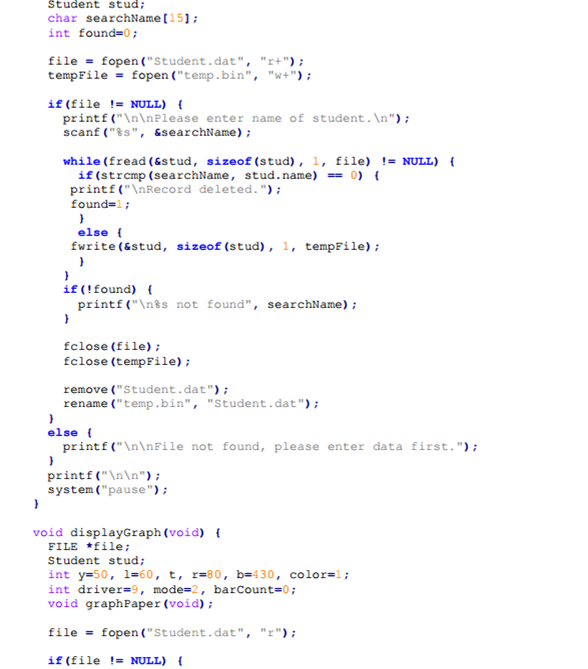 Student stud;
char searchName[15];
int found=0;
file = fopen("Student.dat", "r+");
tempFile = fopen("temp.bin", "w+");
if(file != NULL) {
printf("\n\nPlease enter name of student.\n");
scanf("%s", &searchName);
while(fread(&stud, sizeof(stud), 1, file) != NULL) {
if(strcmp(searchName, stud.name) == 0) {
printf("\nRecord deleted.");
found=1;
}
else {
fwrite(&stud, sizeof(stud), 1, tempFile);
}
}
if(!found) {
printf("\n%s not found", searchName);
}
fclose(file);
fclose(tempFile);
remove("Student.dat");
rename("temp.bin", "Student.dat");
}
else {
printf("\n\nFile not found, please enter data first.");
}
printf("\n\n");
system("pause");
}
void displayGraph(void) {
FILE *file;
Student stud;
int y=50, l=60, t, r=80, b=430, color=1;
int driver=9, mode=2, barCount=0;
void graphPaper(void);
file = fopen("Student.dat", "r");
if(file != NULL) {